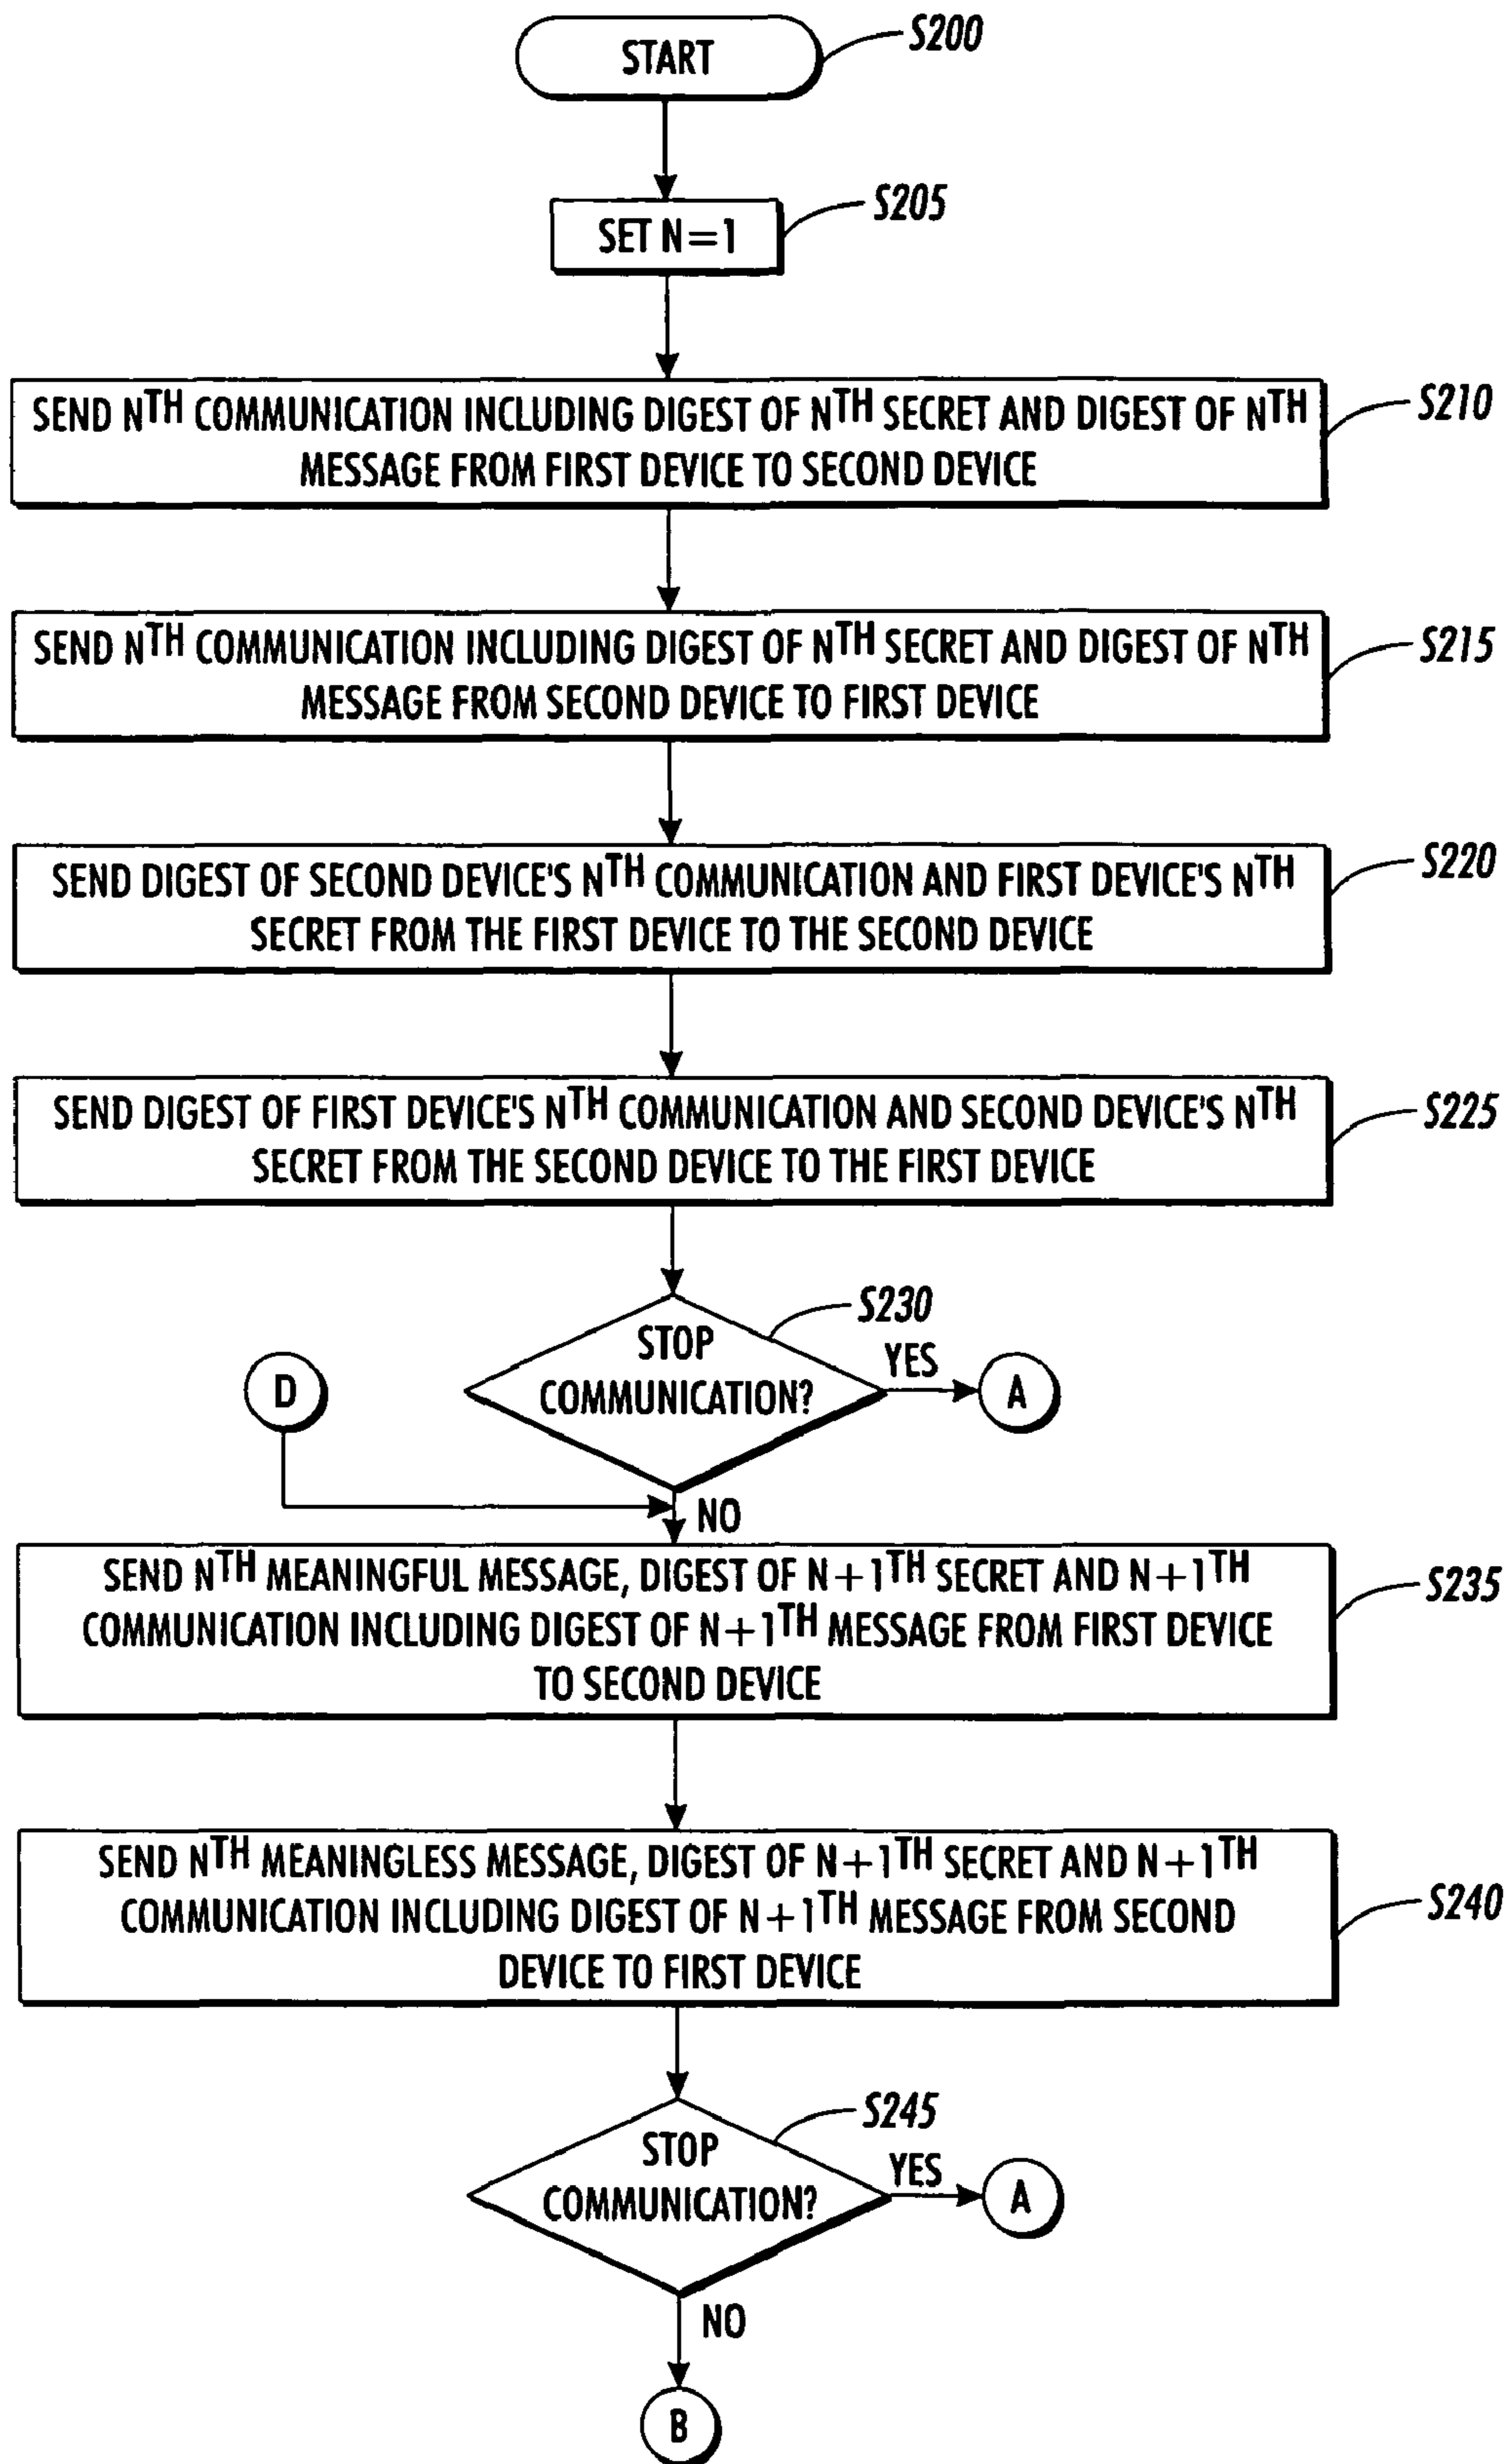 START
S200
SET N=1
S205
SEND NTH COMMUNICATION INCLUDING DIGEST OF NTH SECRET AND DIGEST OF NTH
MESSAGE FROM FIRST DEVICE TO SECOND DEVICE
S210
SEND NTH COMMUNICATION INCLUDING DIGEST OF NTH SECRET AND DIGEST OF NTH
MESSAGE FROM SECOND DEVICE TO FIRST DEVICE
S215
SEND DIGEST OF SECOND DEVICE'S NTH COMMUNICATION AND FIRST DEVICE'S NTH
SECRET FROM THE FIRST DEVICE TO THE SECOND DEVICE
S220
SEND DIGEST OF FIRST DEVICE'S NTH COMMUNICATION AND SECOND DEVICE'S NTH
SECRET FROM THE SECOND DEVICE TO THE FIRST DEVICE
S225
STOP
COMMUNICATION?
S230
YES
A
D
NO
SEND NTH MEANINGFUL MESSAGE, DIGEST OF N+1TH SECRET AND N+1TH
COMMUNICATION INCLUDING DIGEST OF N+1TH MESSAGE FROM FIRST DEVICE
TO SECOND DEVICE
S235
SEND NTH MEANINGLESS MESSAGE, DIGEST OF N+1TH SECRET AND N+1TH
COMMUNICATION INCLUDING DIGEST OF N+1TH MESSAGE FROM SECOND
DEVICE TO FIRST DEVICE
S240
STOP
COMMUNICATION?
S245
YES
A
NO
B